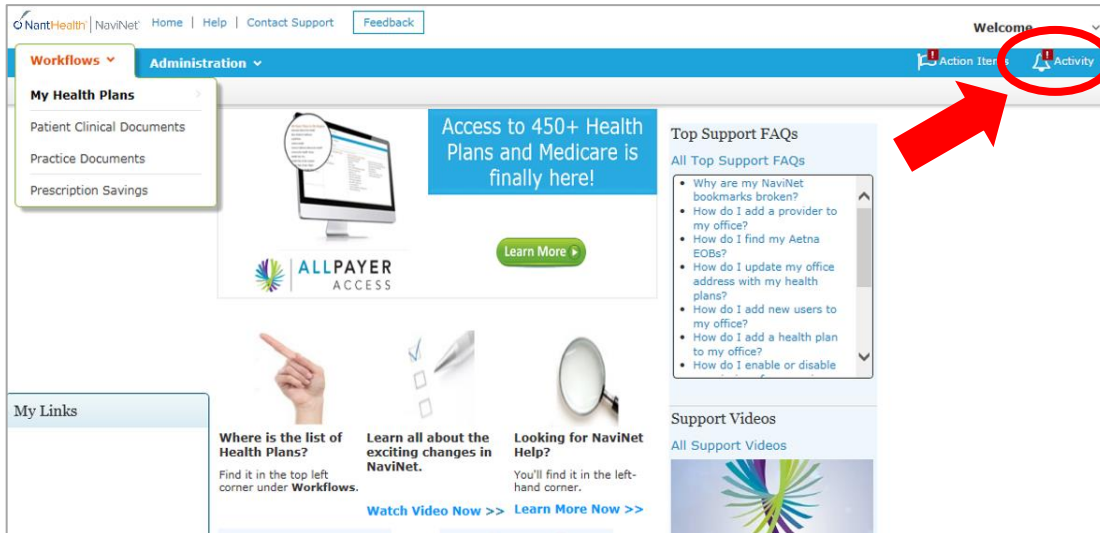 NantHealth | NaviNet Home | Help | Contact Support Feedback
Welcome
Workflows Administration Action Items Activity
My Health Plans
Patient Clinical Documents
Practice Documents
Prescription Savings
Access to 450+ Health
Plans and Medicare is
finally here!
Learn More
ALLPAYER
ACCESS
Top Support FAQs
All Top Support FAQs
• Why are my NaviNet
bookmarks broken?
• How do I add a provider to
my office?
• How do I find my Aetna
EOBs?
• How do I update my office
address with my health
plans?
• How do I add new users to
my office?
• How do I add a health plan
to my office?
• How do I enable or disable
My Links
Where is the list of
Health Plans?
Find it in the top left
corner under Workflows.
Learn all about the
exciting changes in
NaviNet.
Watch Video Now >>
Looking for NaviNet
Help?
You'll find it in the left-
hand corner.
Learn More Now >>
Support Videos
All Support Videos